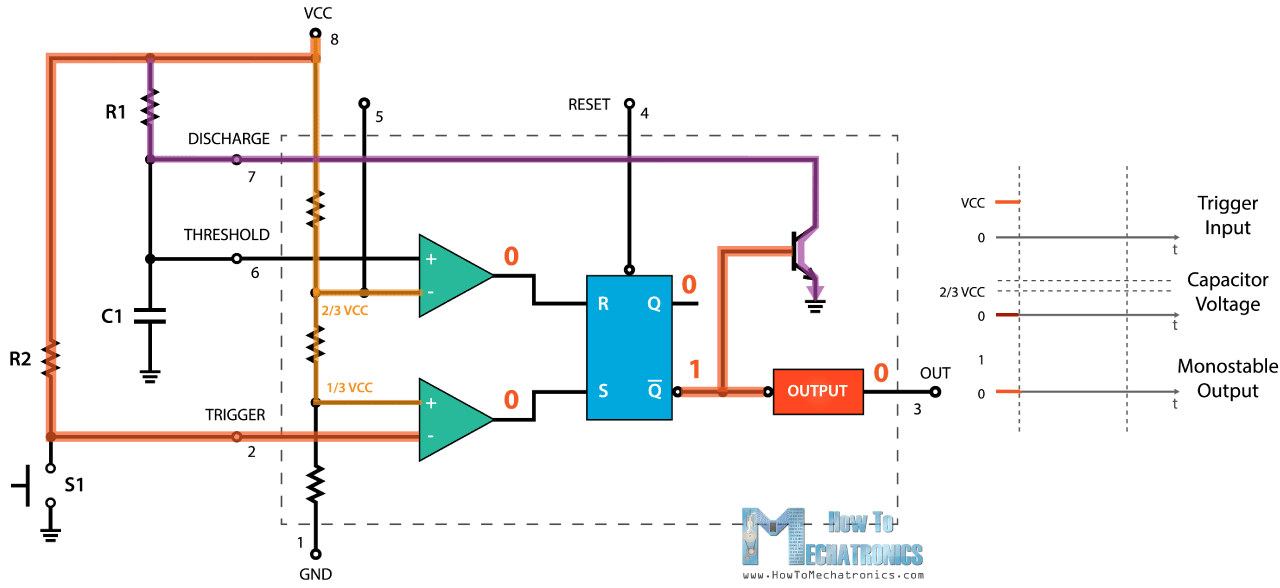 VCC
8
R1
5
RESET
4
DISCHARGE
7
THRESHOLD
6
+
-
0
2/3 VCC
C1
R
Q
0
R2
1/3 VCC
+
-
0
S
Q̅
1
OUTPUT
0
OUT
3
TRIGGER
2
S1
1
GND
VCC
0
t
Trigger
Input
2/3 VCC
0
t
Capacitor
Voltage
1
0
t
Monostable
Output
How To
MECHATRONICS
www.HowToMechatronics.com